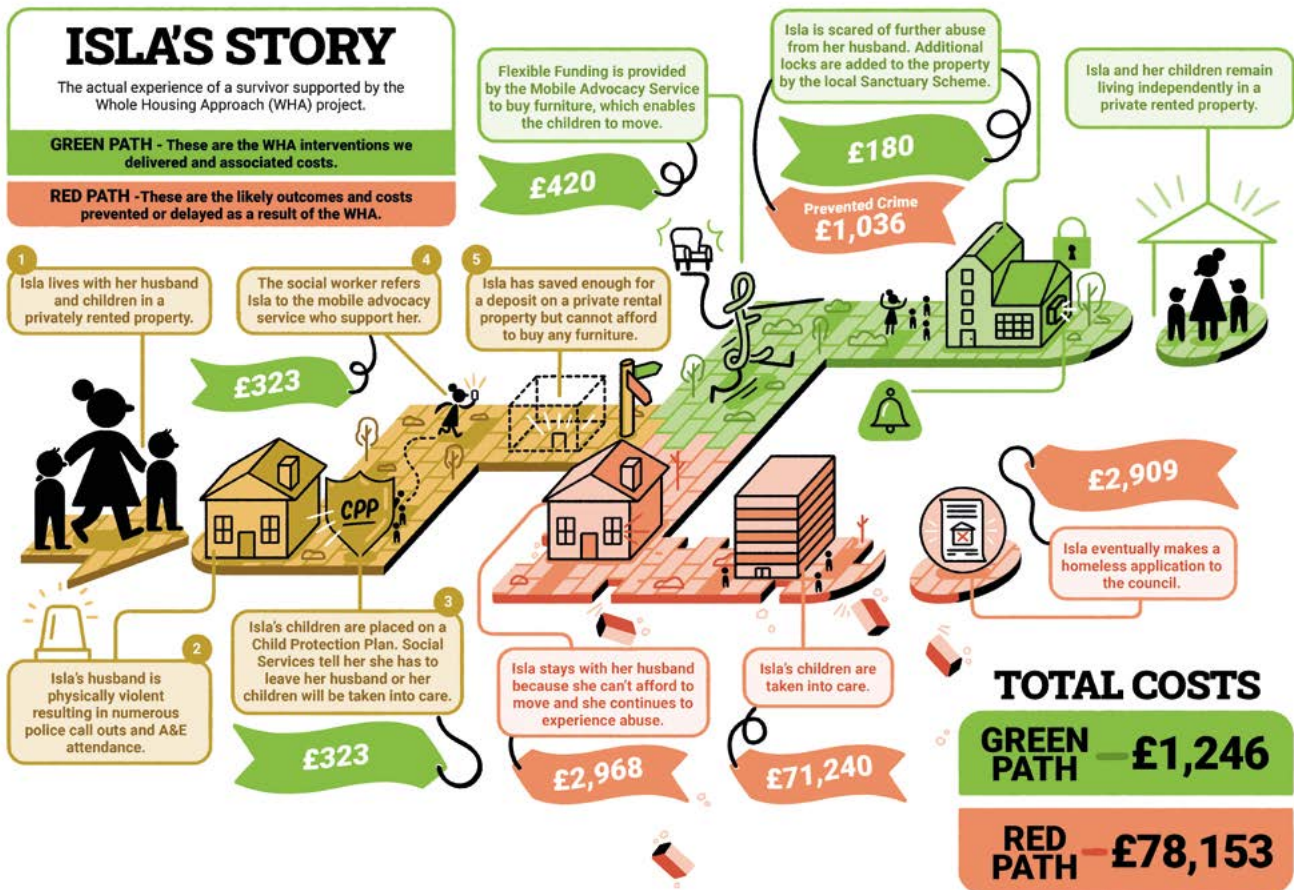 ISLA'S STORY
The actual experience of a survivor supported by the
Whole Housing Approach (WHA) project.
GREEN PATH - These are the WHA interventions we
delivered and associated costs.
RED PATH -These are the likely outcomes and costs
prevented or delayed as a result of the WHA.
1
Isla lives with her husband
and children in a
privately rented property.
2
Isla's husband is
physically violent
resulting in numerous
police call outs and A&E
attendance.
CPP
3
Isla's children are placed on a
Child Protection Plan. Social
Services tell her she has to
leave her husband or her
children will be taken into care.
£323
4
The social worker refers
Isla to the mobile advocacy
service who support her.
£323
5
Isla has saved enough for
a deposit on a private rental
property but cannot afford
to buy any furniture.
Flexible Funding is provided
by the Mobile Advocacy Service
to buy furniture, which enables
the children to move.
£420
£
Isla is scared of further abuse
from her husband. Additional
locks are added to the property
by the local Sanctuary Scheme.
£180
Prevented Crime
£1,036
Isla and her children remain
living independently in a
private rented property.
Isla stays with her husband
because she can't afford to
move and she continues to
experience abuse.
£2,968
Isla's children are
taken into care.
£71,240
£2,909
Isla eventually makes a
homeless application to
the council.
TOTAL COSTS
GREEN
PATH – £1,246
RED
PATH – £78,153